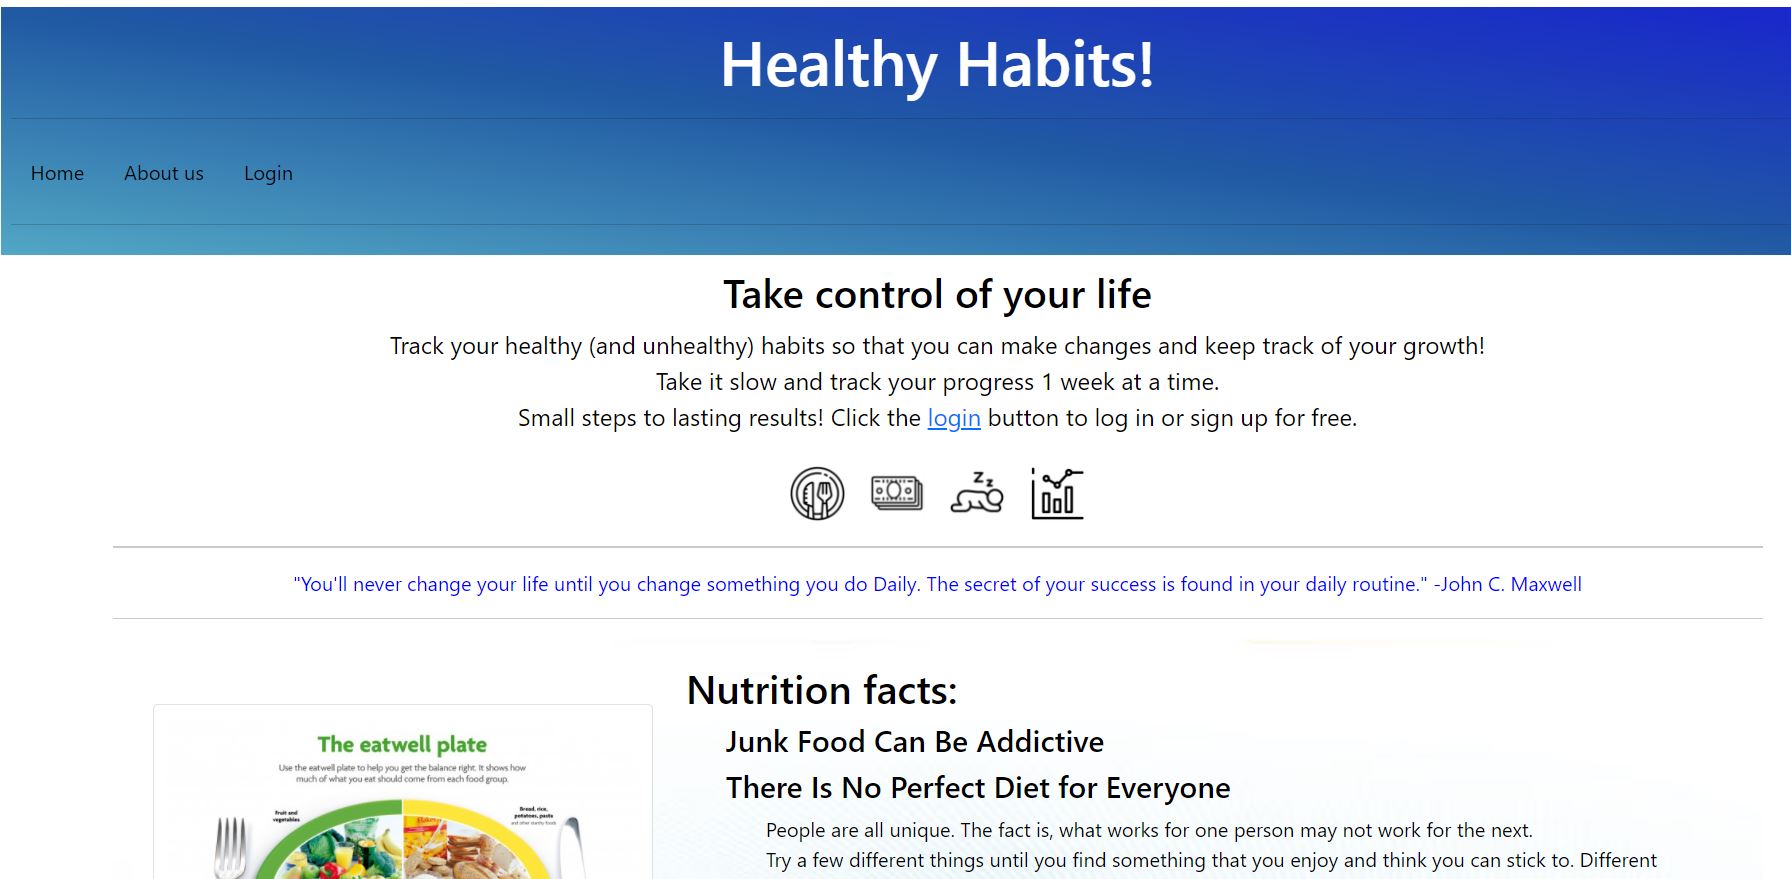 Healthy Habits!
Home About us Login
Take control of your life
Track your healthy (and unhealthy) habits so that you can make changes and keep track of your growth!
Take it slow and track your progress 1 week at a time.
Small steps to lasting results! Click the login button to log in or sign up for free.
Z z
"You'll never change your life until you change something you do Daily. The secret of your success is found in your daily routine." -John C. Maxwell
Nutrition facts:
Junk Food Can Be Addictive
There Is No Perfect Diet for Everyone
People are all unique. The fact is, what works for one person may not work for the next.
Try a few different things until you find something that you enjoy and think you can stick to. Different
The eatwell plate
Use the eatwell plate to help you get the balance right. It shows how
much of what you eat should come from each food group.
Fruit and
vegetables
Bread, rice,
potatoes, pasta
and other starchy foods